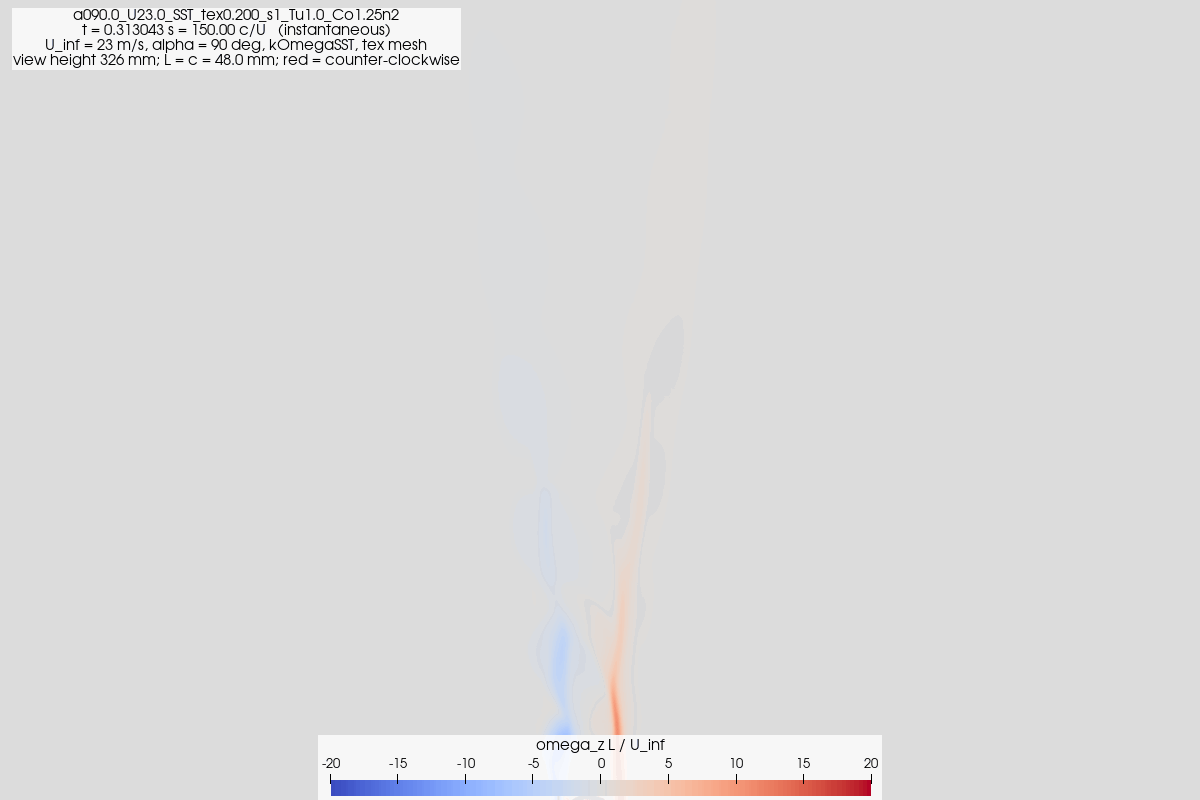 a090.0_U23.0_SST_tex0.200_s1_Tu1.0_Co1.25n2
t = 0.313043 s = 150.00 c/U (instantaneous)
U_inf = 23 m/s, alpha = 90 deg, kOmegaSST, tex mesh
view height 326 mm; L = c = 48.0 mm; red = counter-clockwise
omega_z L / U_inf
-20 -15 -10 -5 0 5 10 15 20